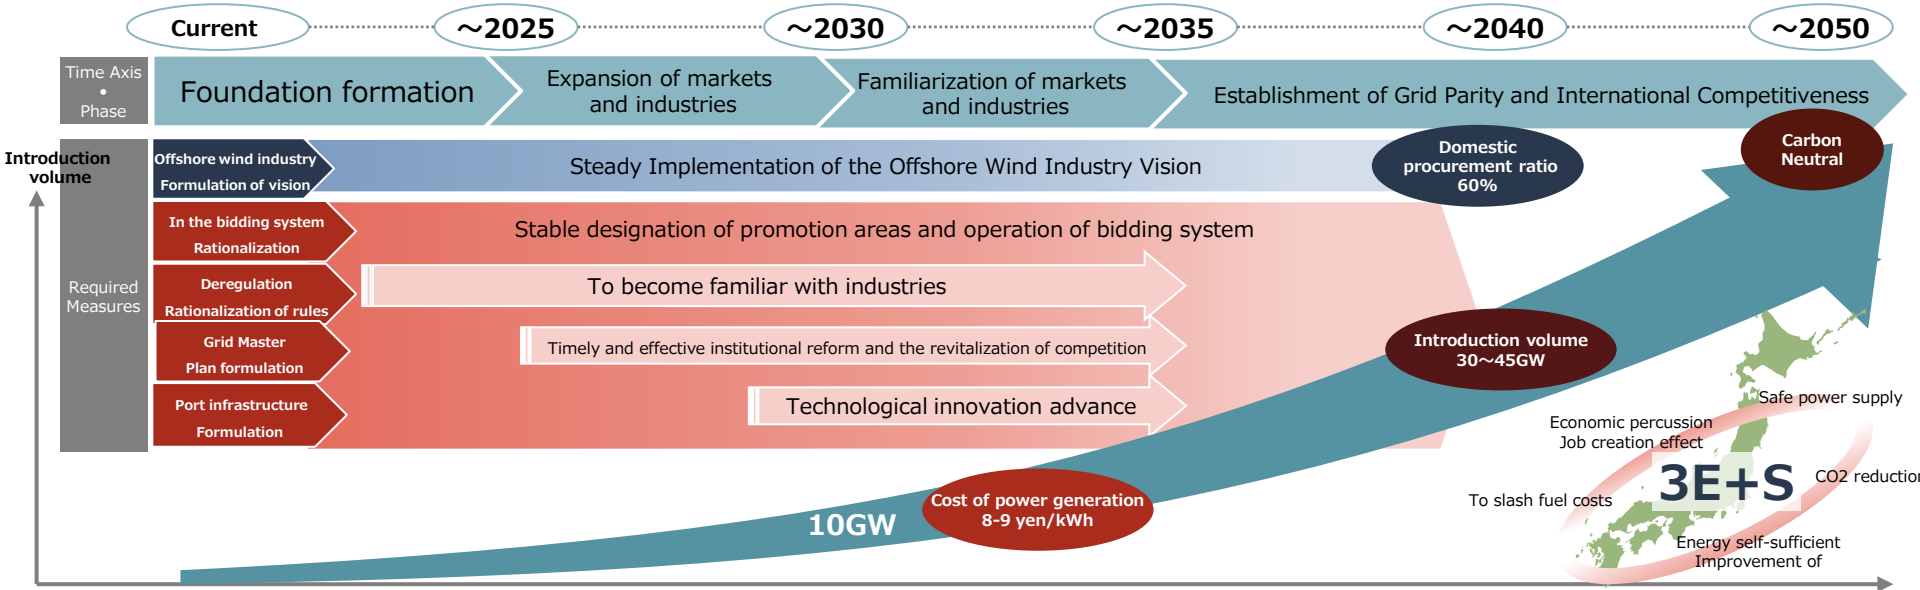 Current
～2025
～2030
～2035
～2040
～2050
Time Axis
•
Phase
Foundation formation
Expansion of markets
and industries
Familiarization of markets
and industries
Establishment of Grid Parity and International Competitiveness
Introduction
volume
Offshore wind industry
Formulation of vision
Steady Implementation of the Offshore Wind Industry Vision
Domestic
procurement ratio
60%
Carbon
Neutral
Required
Measures
In the bidding system
Rationalization
Stable designation of promotion areas and operation of bidding system
Deregulation
Rationalization of rules
To become familiar with industries
Grid Master
Plan formulation
Timely and effective institutional reform and the revitalization of competition
Introduction volume
30～45GW
Port infrastructure
Formulation
Technological innovation advance
Cost of power generation
8-9 yen/kWh
10GW
Safe power supply
Economic percussion
Job creation effect
3E+S
CO2 reduction
To slash fuel costs
Energy self-sufficient
Improvement of